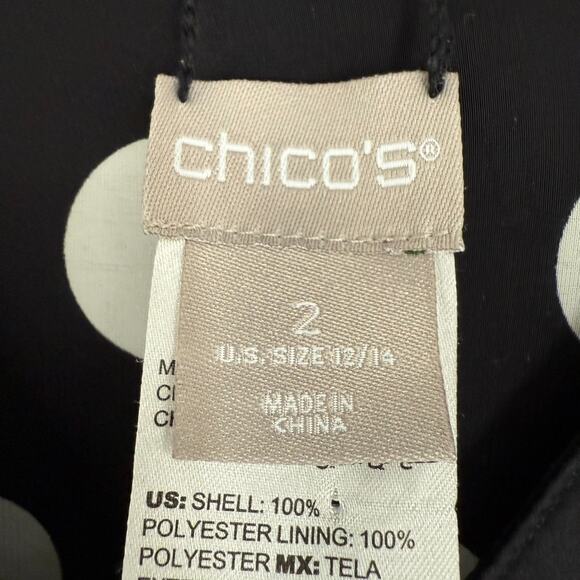 chico's®
2
U.S. SIZE 12/14
MADE IN
CHINA
US: SHELL: 100%
POLYESTER LINING: 100%
POLYESTER MX: TELA